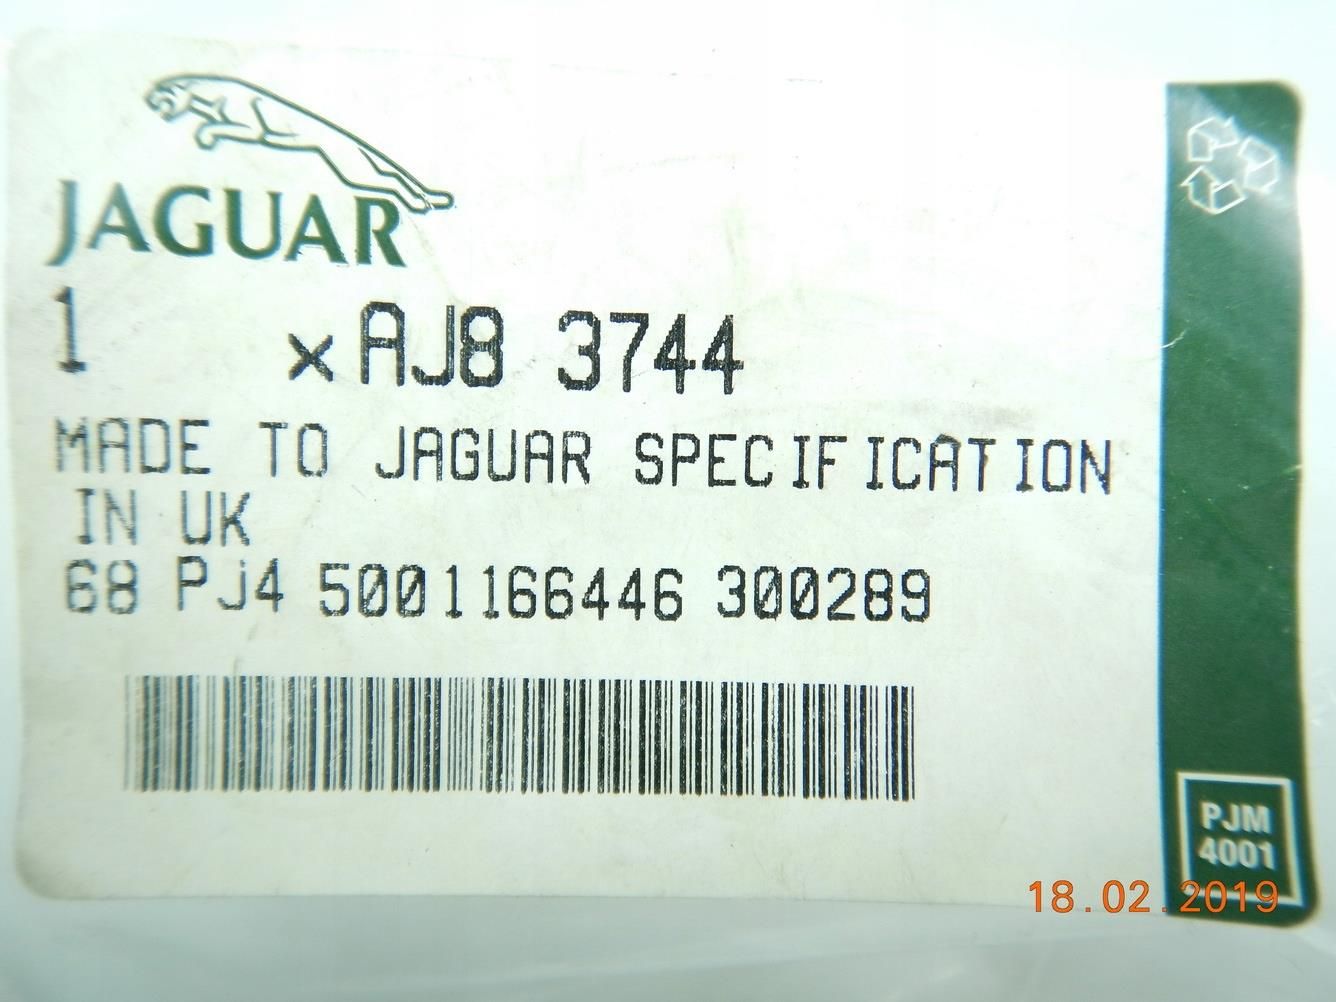 JAGUAR
1 x AJ8 3744
MADE TO JAGUAR SPECIFICATION
IN UK
68 PJ4 5001166446 300289
PJM
4001
18.02.2019